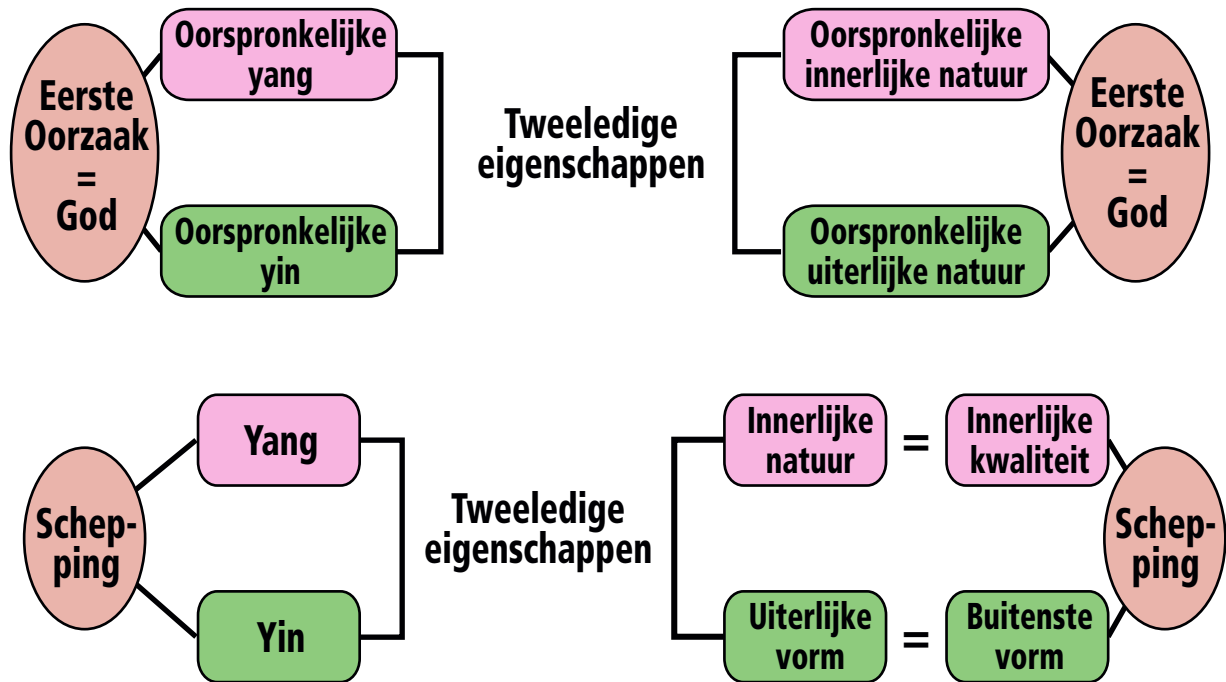 Eerste
Oorzaak
=
God
Oorspronkelijke
yang
Oorspronkelijke
yin
Tweeledige
eigenschappen
Oorspronkelijke
innerlijke natuur
Oorspronkelijke
uiterlijke natuur
Eerste
Oorzaak
=
God
Schep-
ping
Yang
Yin
Tweeledige
eigenschappen
Innerlijke
natuur
=
Innerlijke
kwaliteit
Uiterlijke
vorm
=
Buitenste
vorm
Schep-
ping